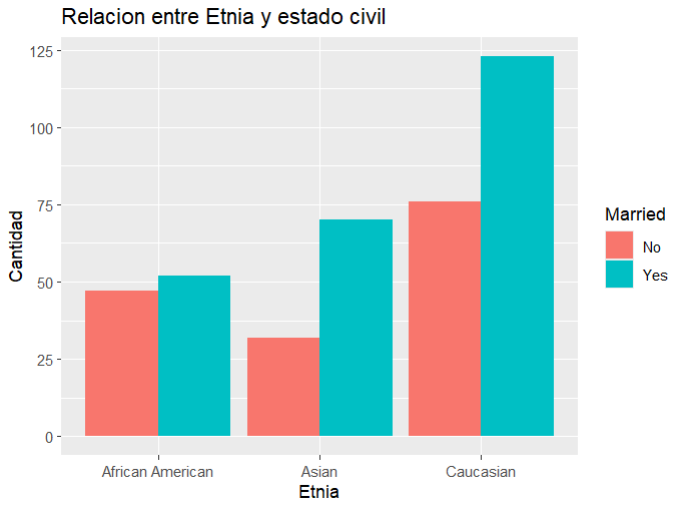 Relacion entre Etnia y estado civil
125
100
75
50
25
0
Cantidad
African American
Asian
Caucasian
Etnia
Married
No
Yes